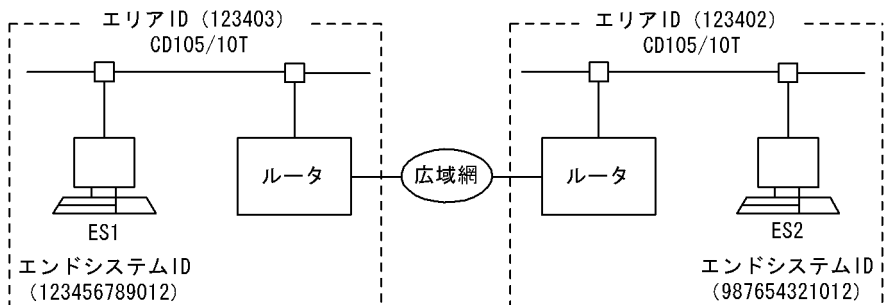 エリアID（123403）
CD105/10T
エリアID（123402）
CD105/10T
ルータ
広域網
ルータ
ES1
ES2
エンドシステムID
（123456789012）
エンドシステムID
（987654321012）